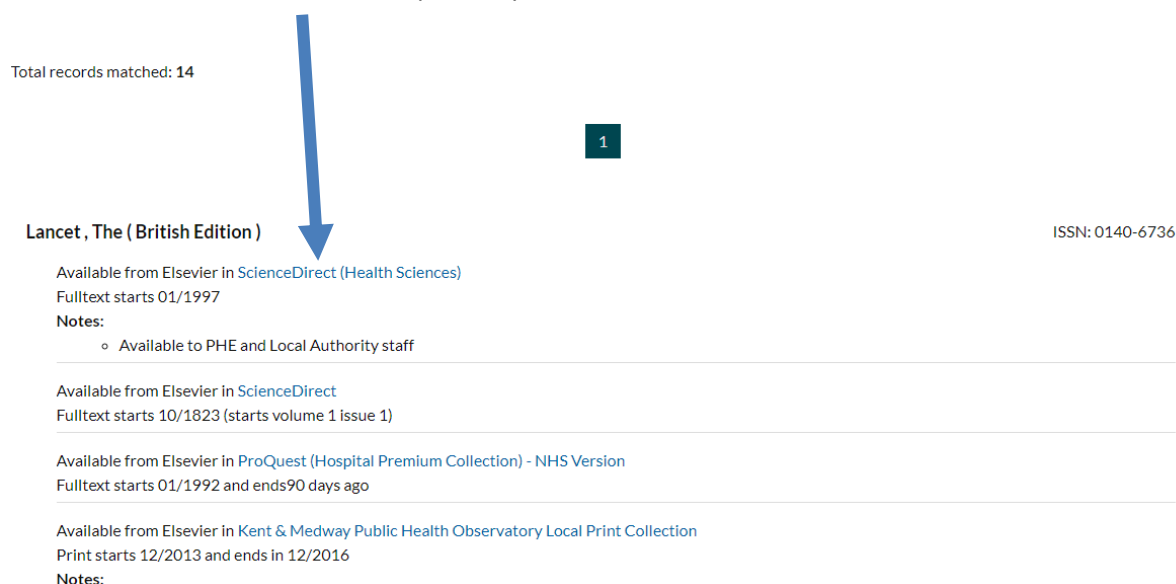 Total records matched: 14
1
Lancet , The ( British Edition )
ISSN: 0140-6736
Available from Elsevier in ScienceDirect (Health Sciences)
Fulltext starts 01/1997
Notes:
Available to PHE and Local Authority staff
Available from Elsevier in ScienceDirect
Fulltext starts 10/1823 (starts volume 1 issue 1)
Available from Elsevier in ProQuest (Hospital Premium Collection) - NHS Version
Fulltext starts 01/1992 and ends90 days ago
Available from Elsevier in Kent & Medway Public Health Observatory Local Print Collection
Print starts 12/2013 and ends in 12/2016
Notes: